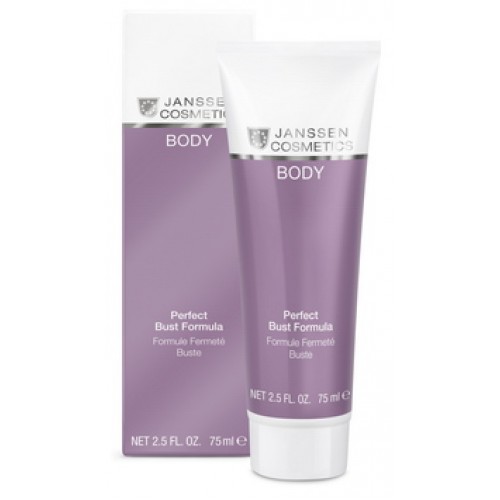 JANSSEN
COSMETICS
BODY
Perfect
Bust Formula
Formule Fermeté
Buste
NET 2.5 FL. OZ. 75 ml ℮
JANSSEN
COSMETICS
BODY
Perfect
Bust Formula
Formule Fermeté
Buste
NET 2.5 FL. OZ. 75 ml ℮